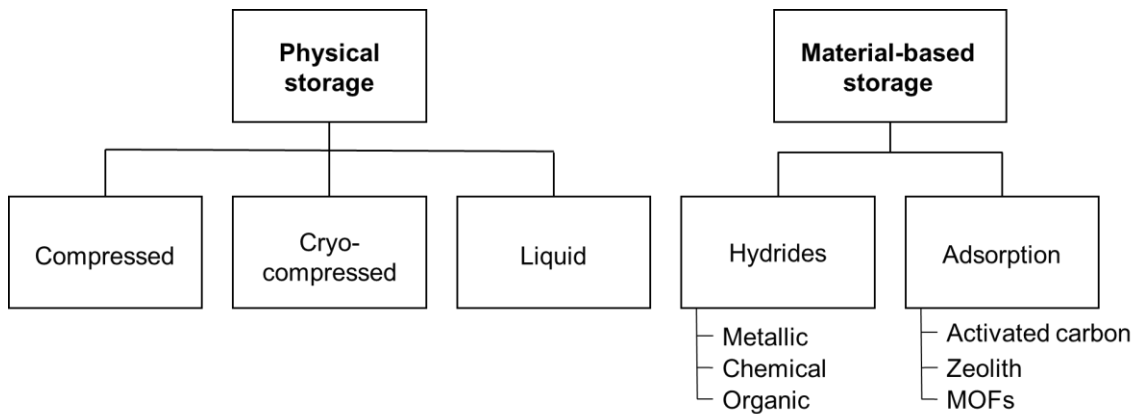 Physical
storage
Material-based
storage
Compressed
Cryo-
compressed
Liquid
Hydrides
Adsorption
Metallic
Chemical
Organic
Activated carbon
Zeolith
MOFs